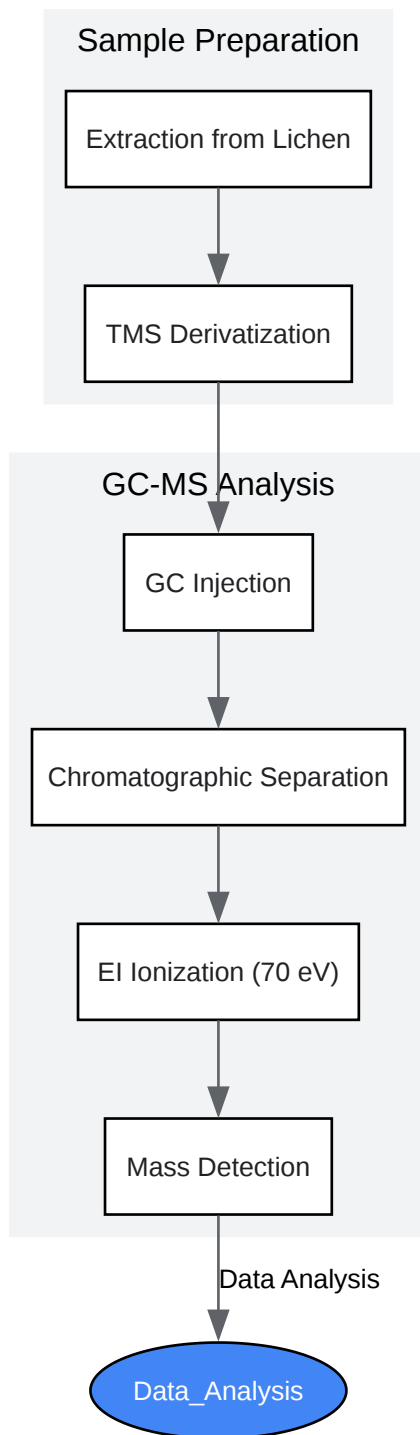 Sample Preparation
Extraction from Lichen
TMS Derivatization
GC-MS Analysis
GC Injection
Chromatographic Separation
EI Ionization (70 eV)
Mass Detection
Data Analysis
Data_Analysis